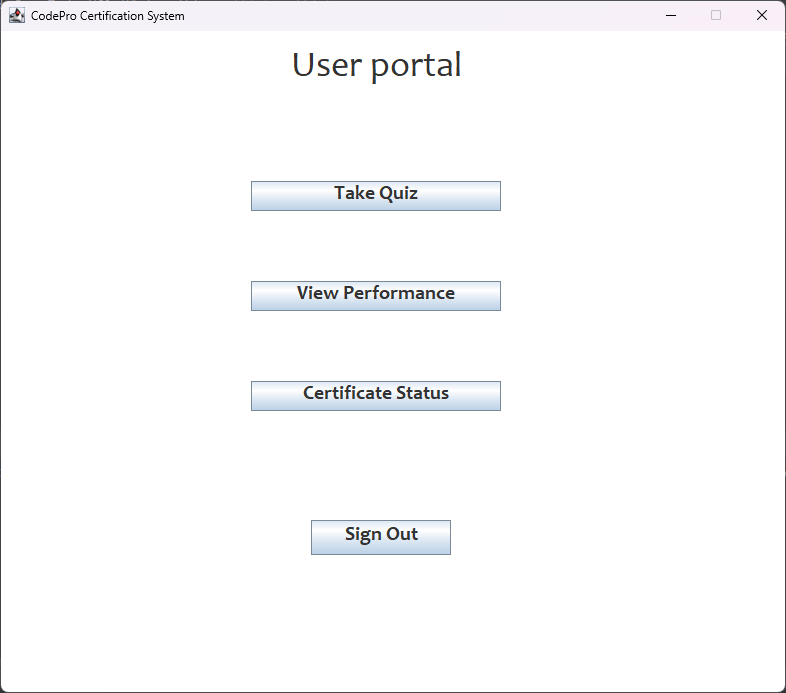 CodePro Certification System
User portal
Take Quiz
View Performance
Certificate Status
Sign Out